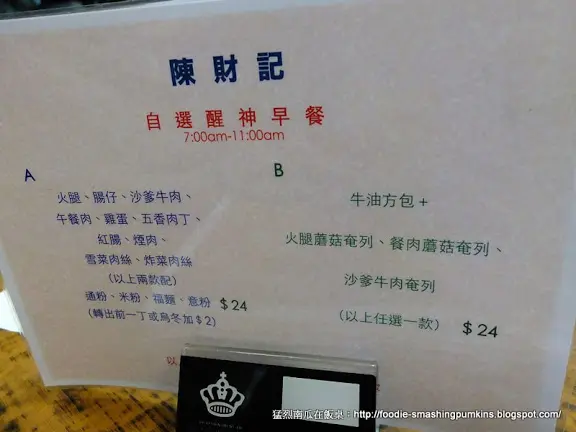 陳財記
自選醒神早餐
7:00am-11:00am
A
火腿、腸仔、沙爹牛肉、
午餐肉、雞蛋、五香肉丁、
紅腸、煙肉、
雪菜肉絲、炸菜肉絲
(以上兩款配)
通粉、米粉、福麵、意粉 $24
(轉出前一丁或烏冬加$2)
B
牛油方包+
火腿蘑菇奄列、餐肉蘑菇奄列、
沙爹牛肉奄列
(以上任選一款) $24
以
猛烈南瓜在飯桌：http://foodie-smashingpumkins.blogspot.com/